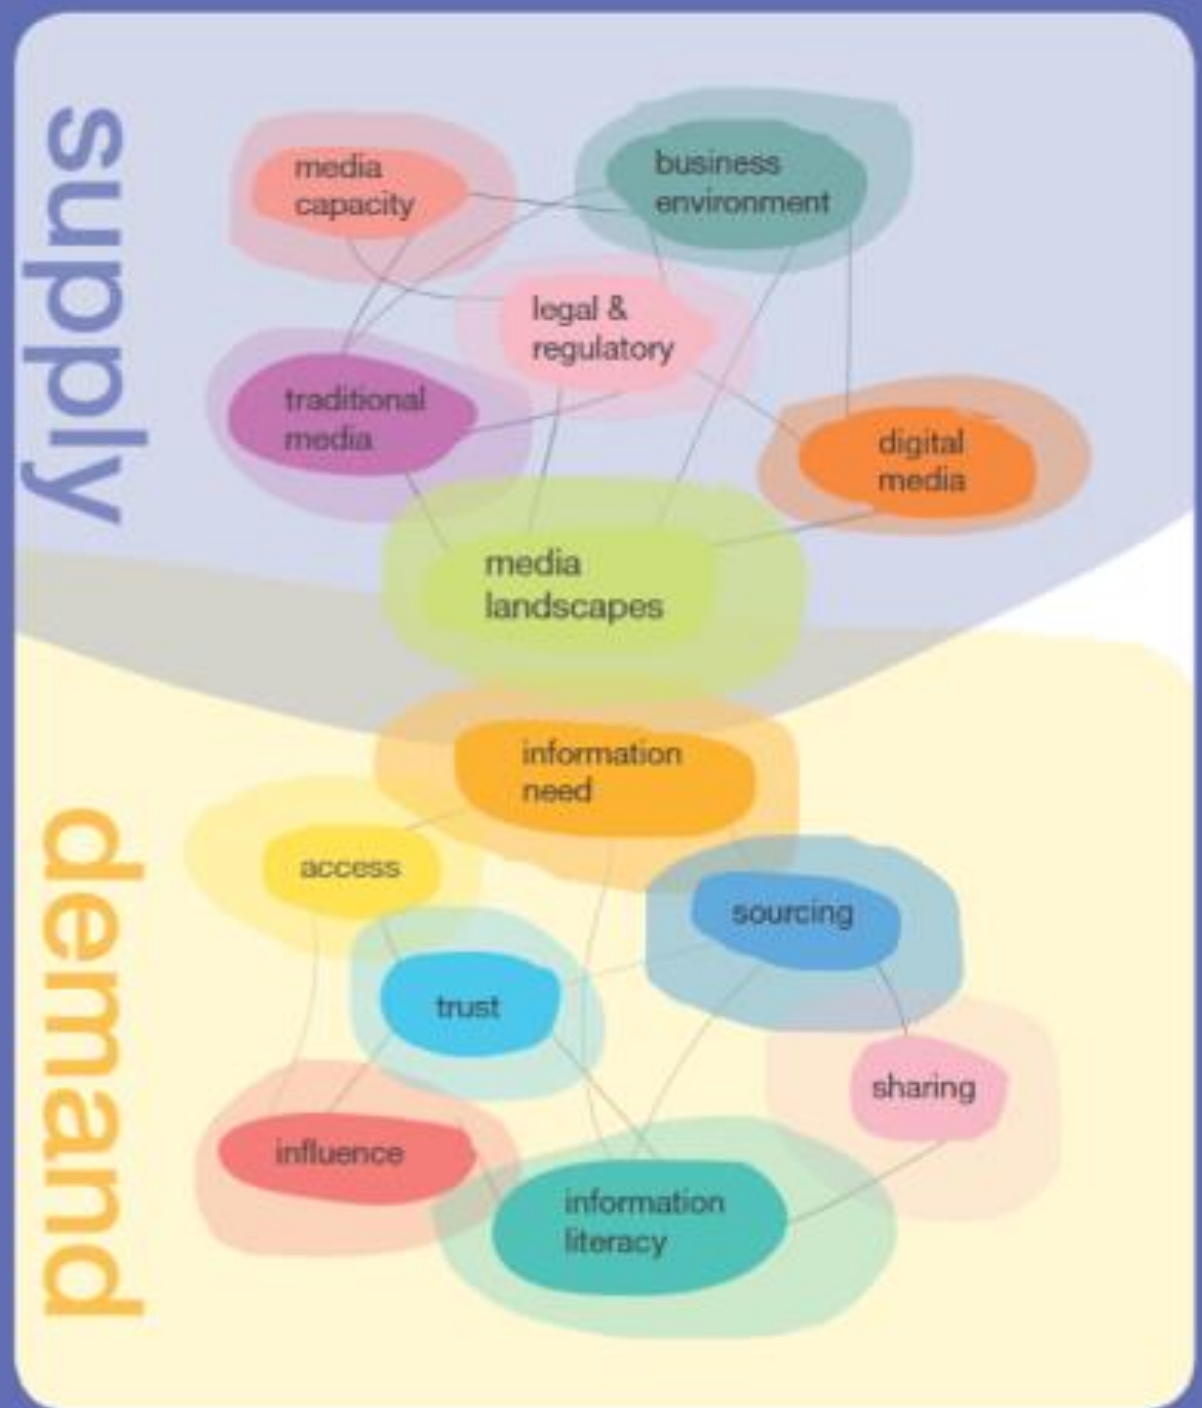 supply
media
capacity
business
environment
legal &
regulatory
traditional
media
digital
media
media
landscapes
demand
information
need
access
sourcing
trust
sharing
influence
information
literacy